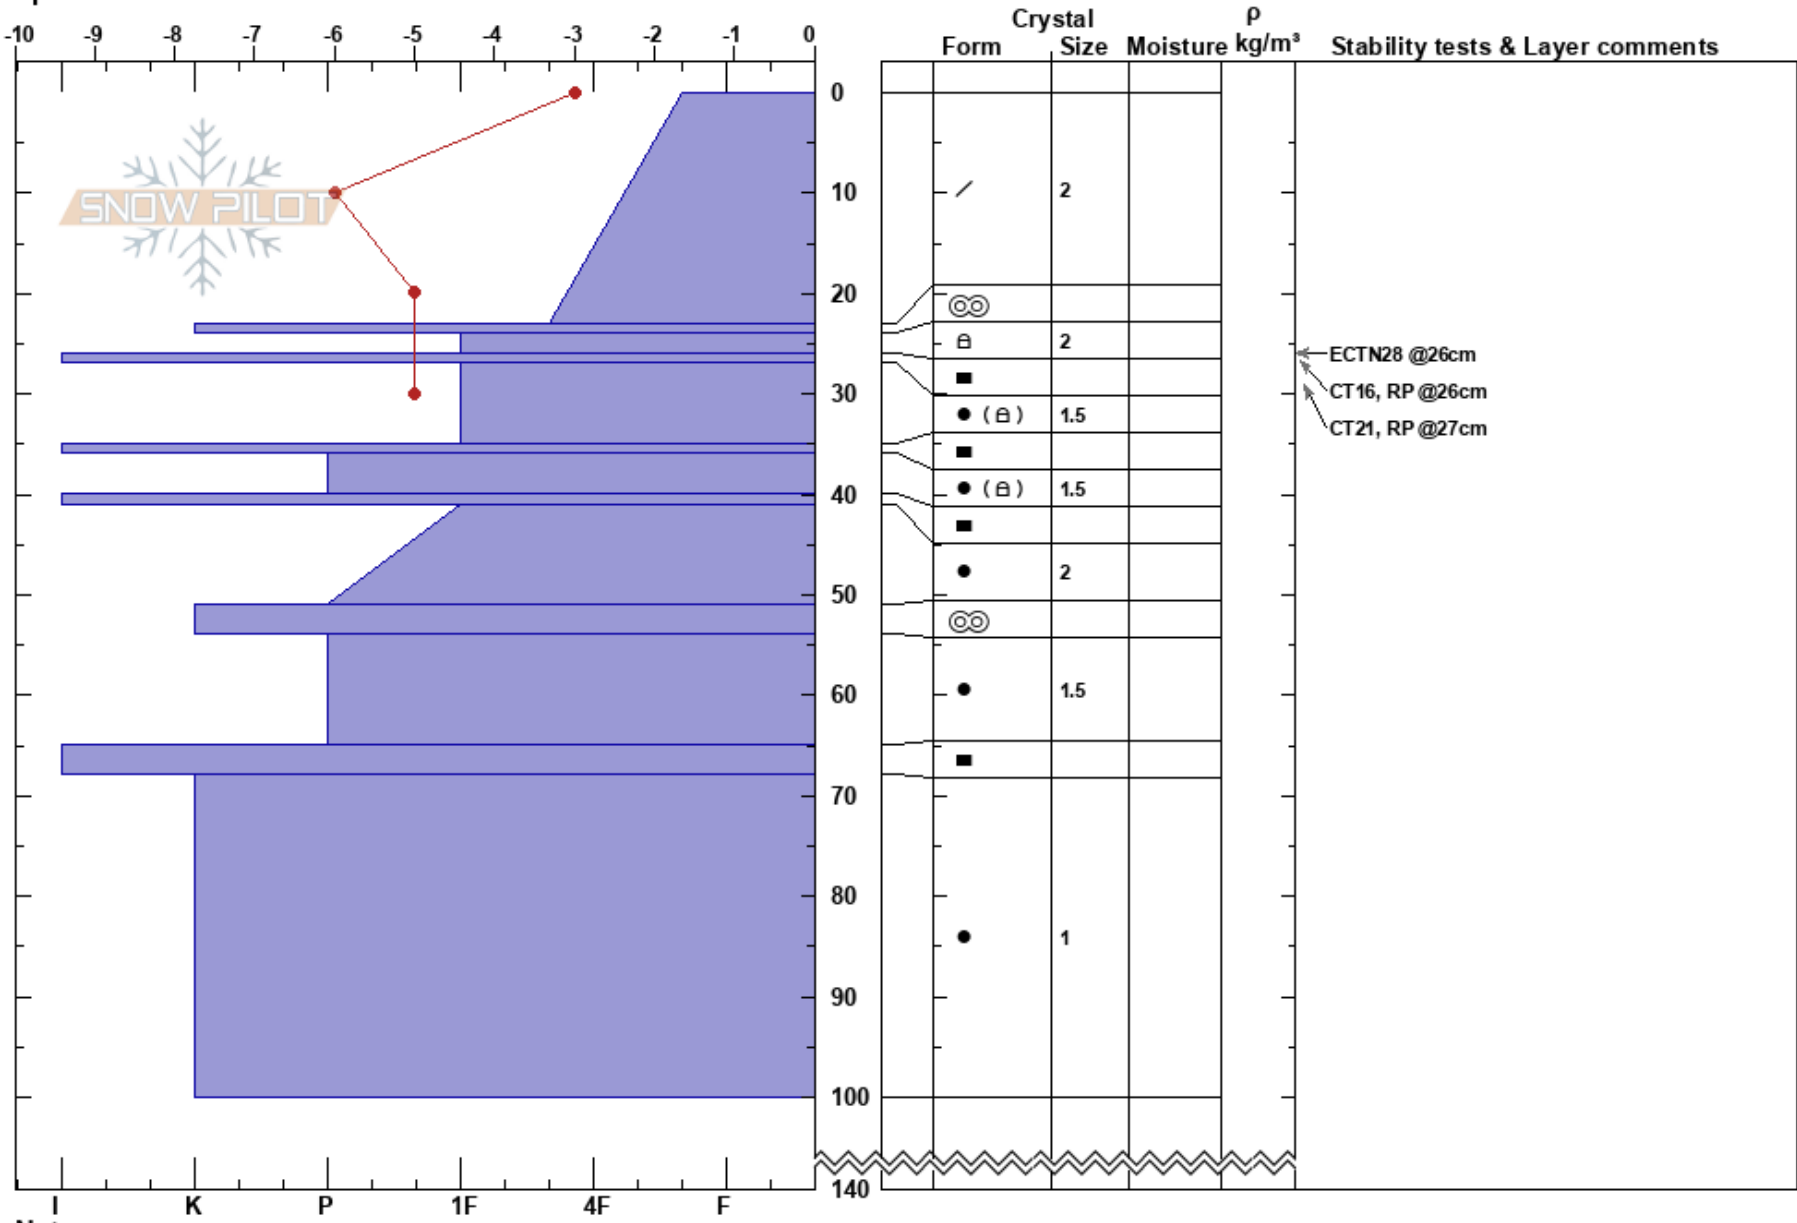 -10 -9 -8 -7 -6 -5 -4 -3 -2 -1 0
Crystal
Form Size Moisture ρ kg/m³ Stability tests & Layer comments
SNOW PILOT
0
10 2
20
2
ECTN28 @26cm
30
CT16, RP @26cm
( ) 1.5
CT21, RP @27cm
40 ( ) 1.5
2
50
60 1.5
70
80
1
90
100
140
I K P 1F 4F F